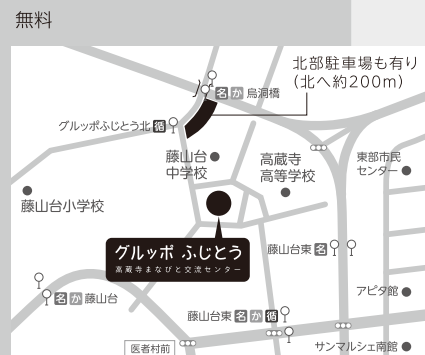 無料
北部駐車場も有り
(北へ約200m)
名 か 鳥洞橋
グルッポふじとう北 循
藤山台
中学校
高蔵寺
高等学校
東部市民
センター
藤山台小学校
グルッポ ふじとう
高蔵寺まなびと交流センター
藤山台東 名
名 か 藤山台
アピタ館
藤山台東 名 か 循
医者村前
サンマルシェ南館